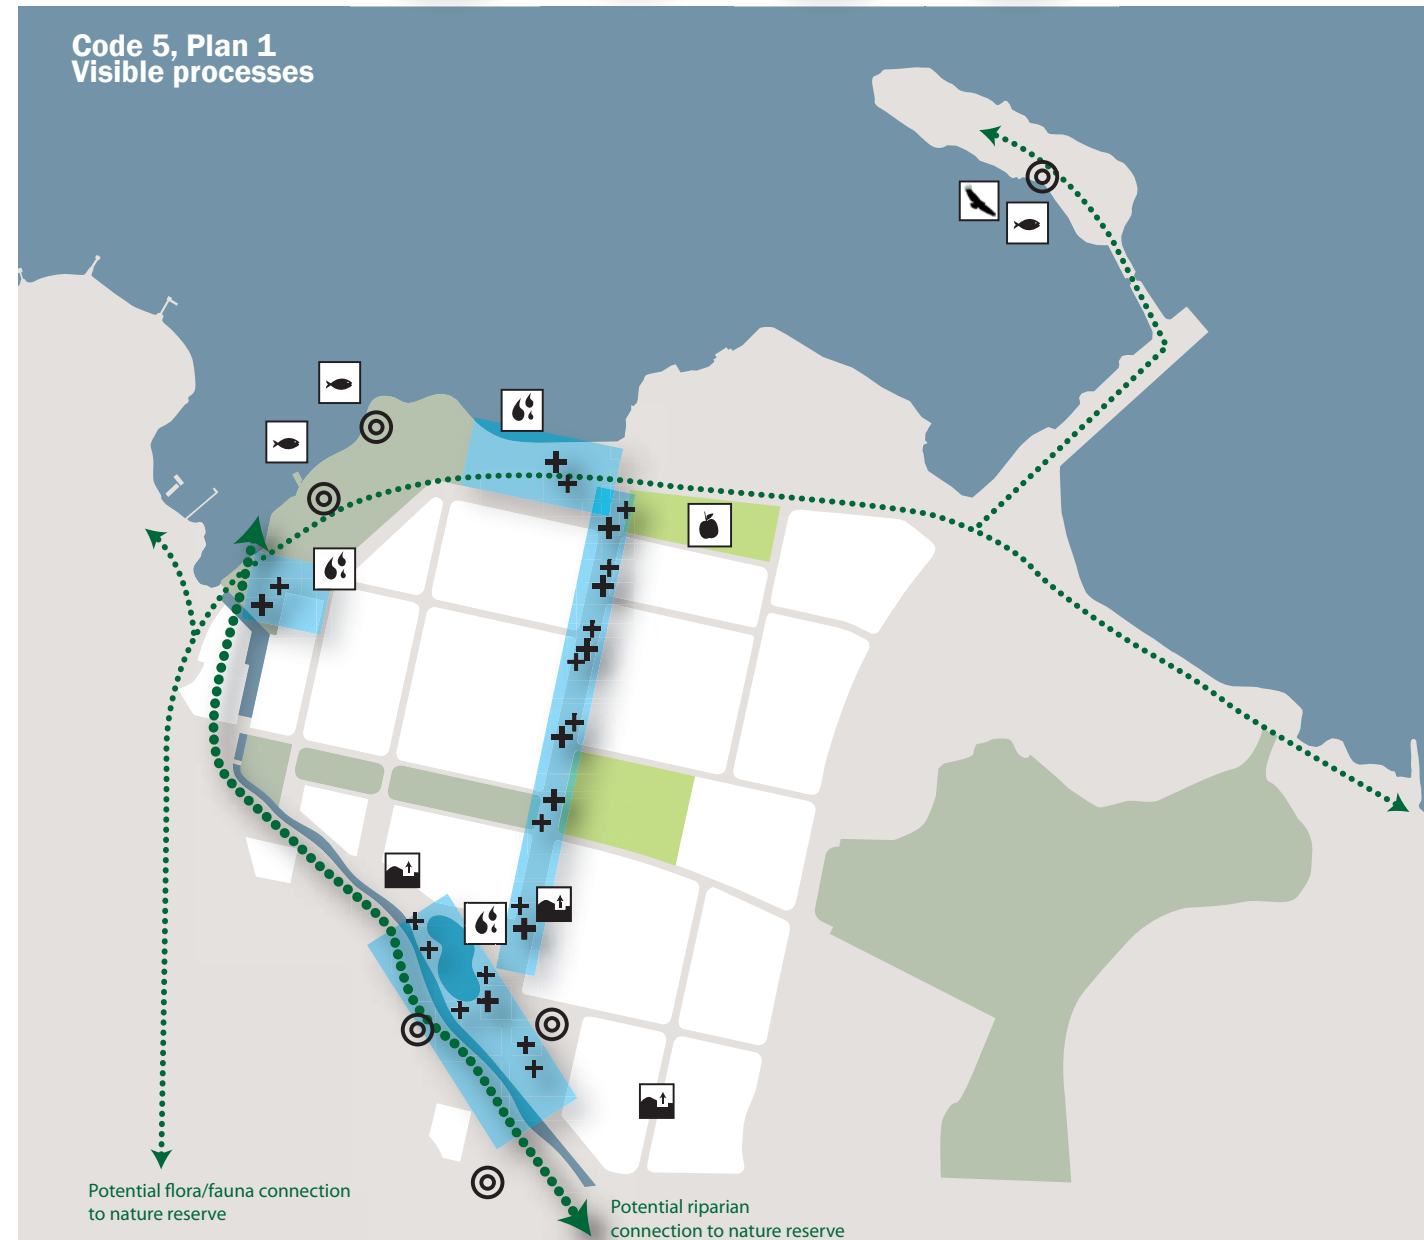 Code 5, Plan 1
Visible processes
Potential flora/fauna connection
to nature reserve
Potential riparian
connection to nature reserve